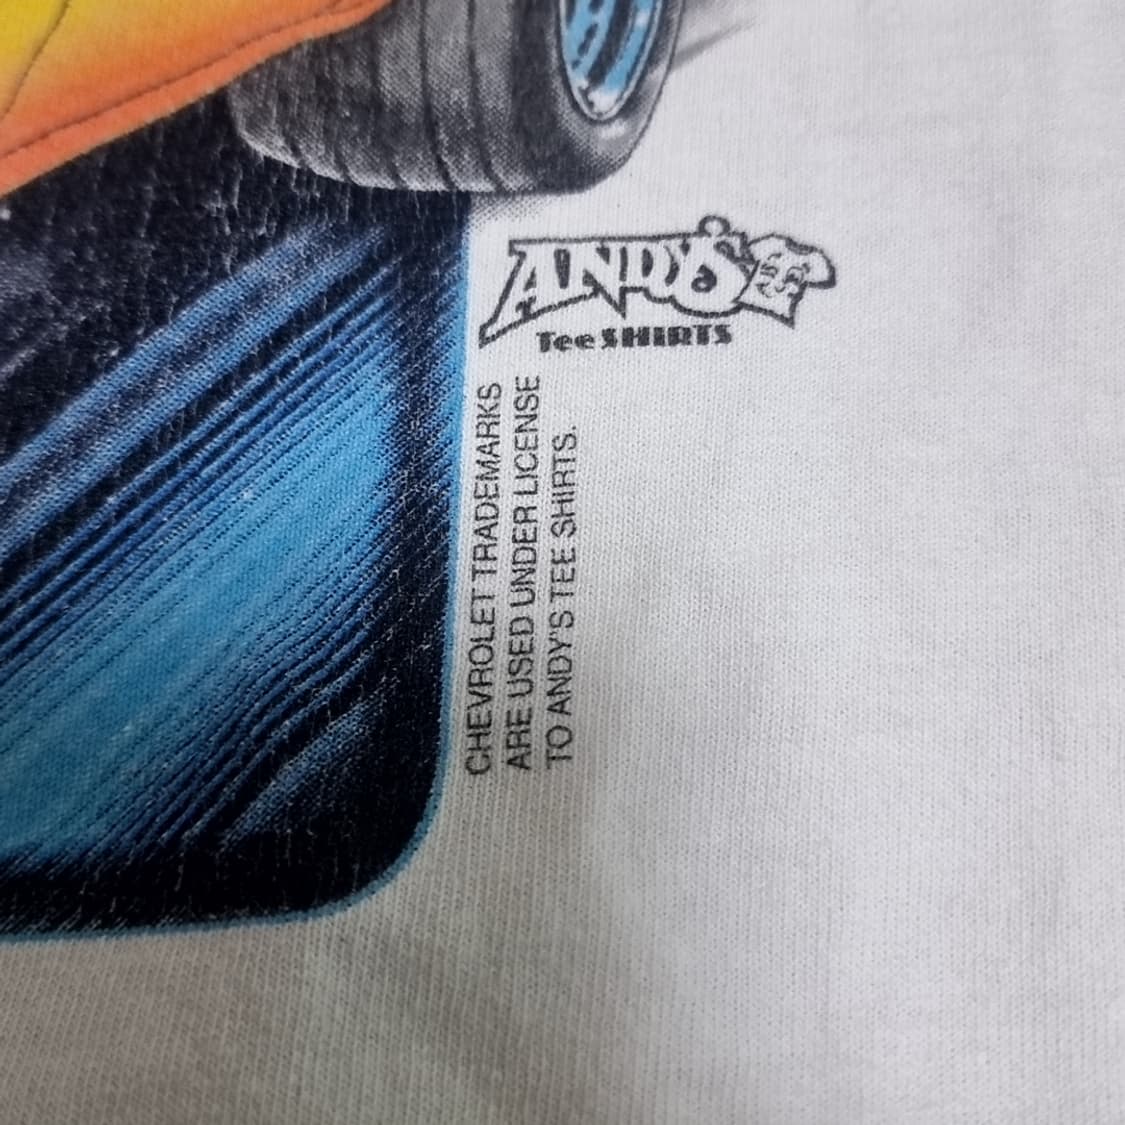 ANDY'S
Tee SHIRTS
CHEVROLET TRADEMARKS
ARE USED UNDER LICENSE
TO ANDY'S TEE SHIRTS.